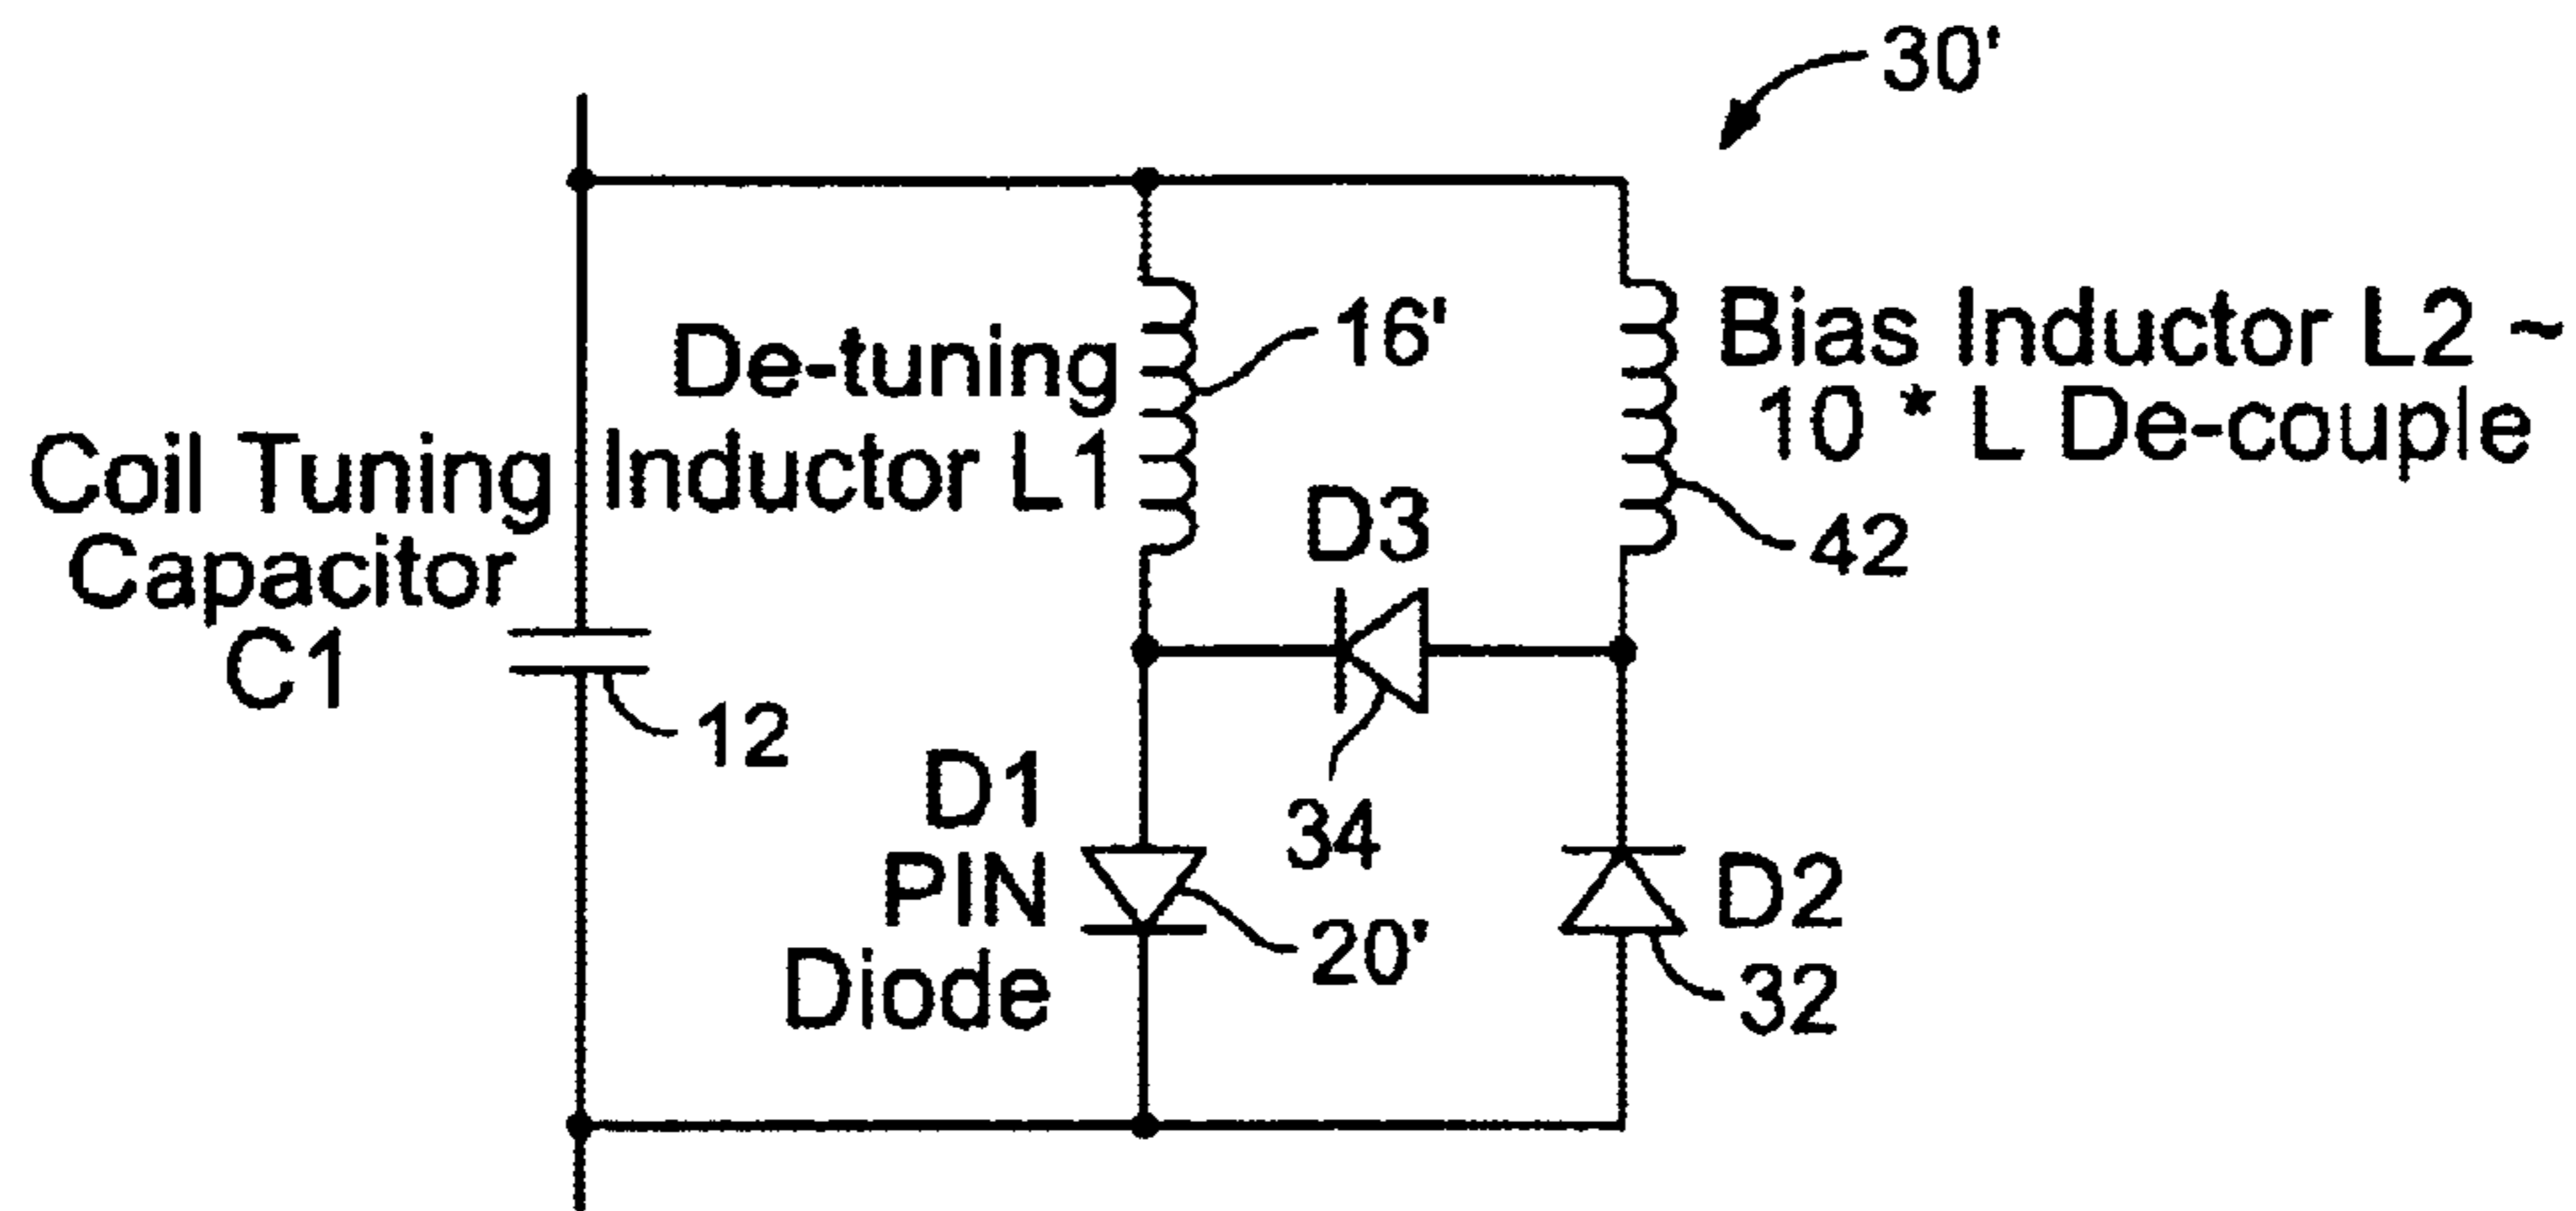 30'
De-tuning
Inductor L1
16'
Bias Inductor L2 ~
10 * L De-couple
42
Coil Tuning
Capacitor
C1
12
D3
34
D1
PIN
Diode
20'
D2
32